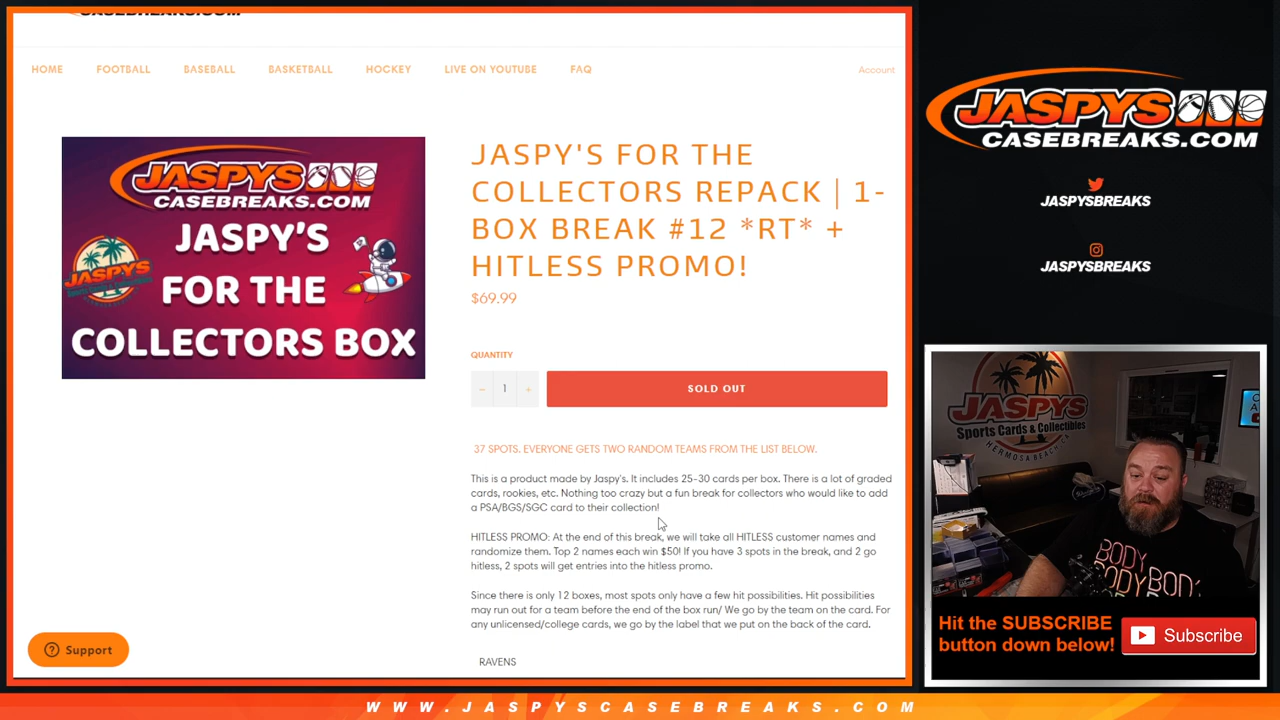 CASEBREAKS.COM
HOME FOOTBALL BASEBALL BASKETBALL HOCKEY LIVE ON YOUTUBE FAQ
Account
JASPYS
CASEBREAKS.COM
JASPY'S
FOR THE
COLLECTORS BOX
JASPYS
JASPY'S FOR THE
COLLECTORS REPACK | 1-
BOX BREAK #12 *RT* +
HITLESS PROMO!
$69.99
QUANTITY
− 1 +
SOLD OUT
37 SPOTS. EVERYONE GETS TWO RANDOM TEAMS FROM THE LIST BELOW.
This is a product made by Jaspy's. It includes 25-30 cards per box. There is a lot of graded
cards, rookies, etc. Nothing too crazy but a fun break for collectors who would like to add
a PSA/BGS/SGC card to their collection!
HITLESS PROMO: At the end of this break, we will take all HITLESS customer names and
randomize them. Top 2 names each win $50! If you have 3 spots in the break, and 2 go
hitless, 2 spots will get entries into the hitless promo.
Since there is only 12 boxes, most spots only have a few hit possibilities. Hit possibilities
may run out for a team before the end of the box run/ We go by the team on the card. For
any unlicensed/college cards, we go by the label that we put on the back of the card.
RAVENS
Support
JASPYS
CASEBREAKS.COM
JASPYSBREAKS
JASPYSBREAKS
JASPYS
Sports Cards & Collectibles
HERMOSA BEACH, CA
BODY
BODYBODY
Hit the SUBSCRIBE
button down below!
Subscribe
WWW.JASPYSCASEBREAKS.COM